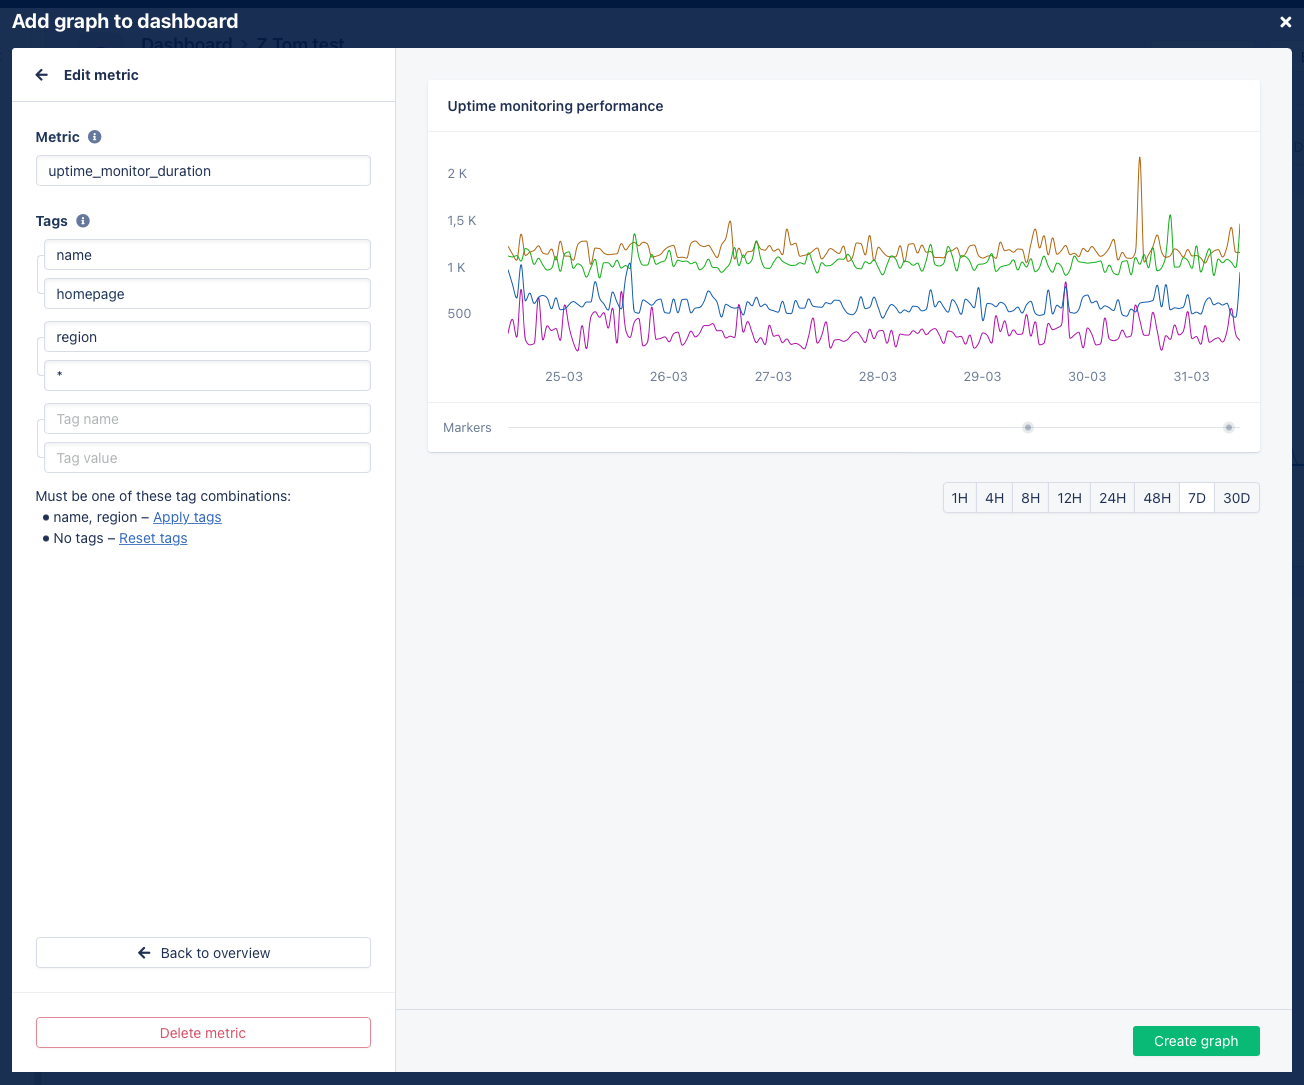 Add graph to dashboard
Dashboard > Z Tom test
Edit metric
Metric
uptime_monitor_duration
Tags
name
homepage
region
*
Tag name
Tag value
Must be one of these tag combinations:
• name, region – Apply tags
• No tags – Reset tags
Back to overview
Delete metric
Uptime monitoring performance
2 K
1,5 K
1 K
500
25-03 26-03 27-03 28-03 29-03 30-03 31-03
Markers
1H 4H 8H 12H 24H 48H 7D 30D
Create graph